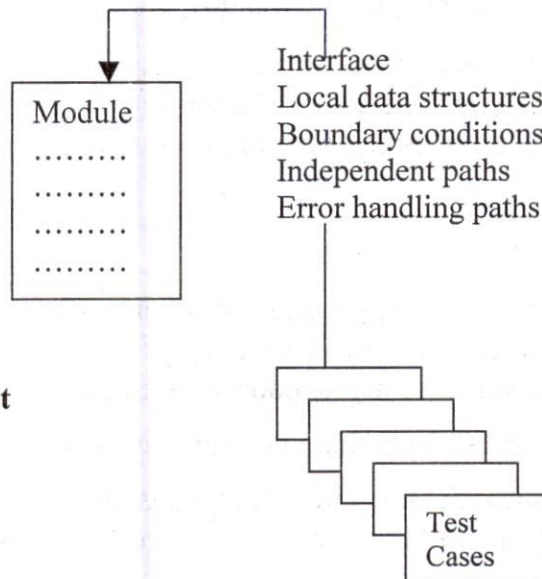 Interface
Local data structures
Boundary conditions
Independent paths
Error handling paths
Module
.........
.........
.........
.........
t
Test
Cases